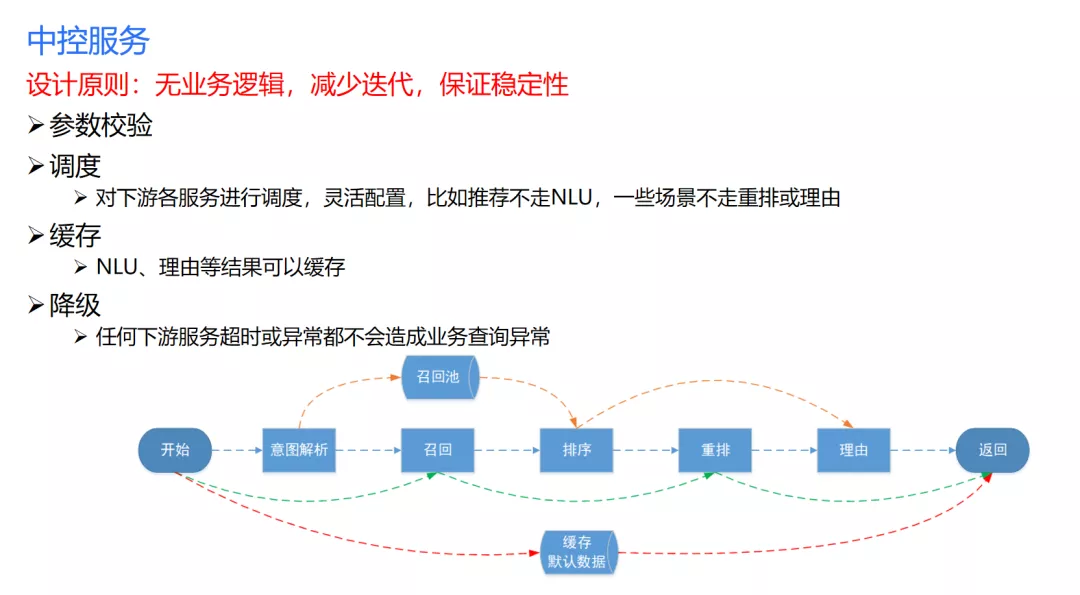 中控服务
设计原则：无业务逻辑，减少迭代，保证稳定性
参数校验
调度
对下游各服务进行调度，灵活配置，比如推荐不走NLU，一些场景不走重排或理由
缓存
NLU、理由等结果可以缓存
降级
任何下游服务超时或异常都不会造成业务查询异常
召回池
开始
意图解析
召回
排序
重排
理由
返回
缓存
默认数据